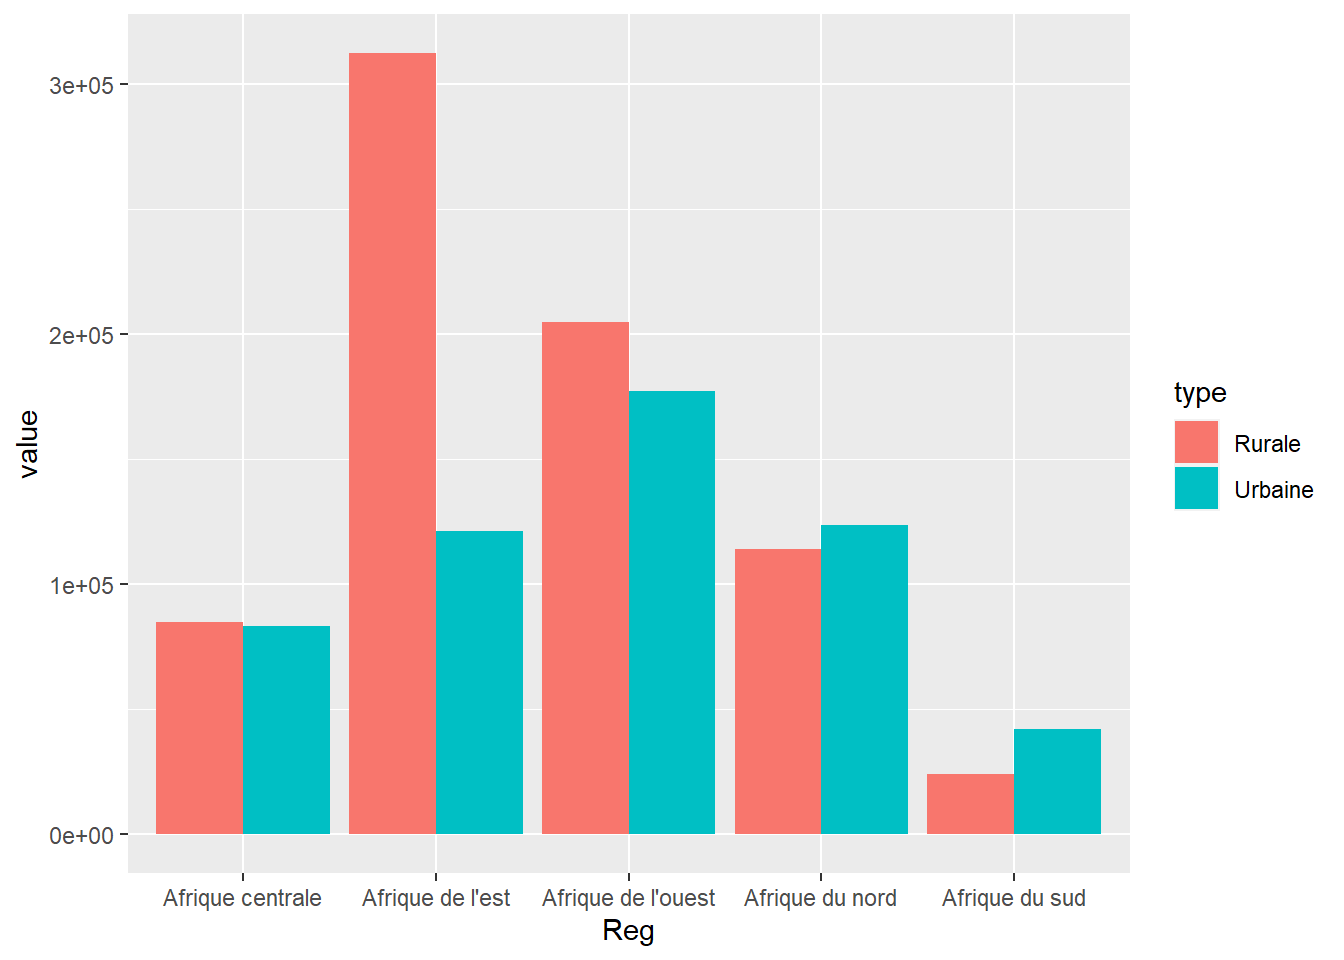 3e+05
2e+05
1e+05
0e+00
value
Afrique centrale
Afrique de l'est
Afrique de l'ouest
Afrique du nord
Afrique du sud
Reg
type
Rurale
Urbaine